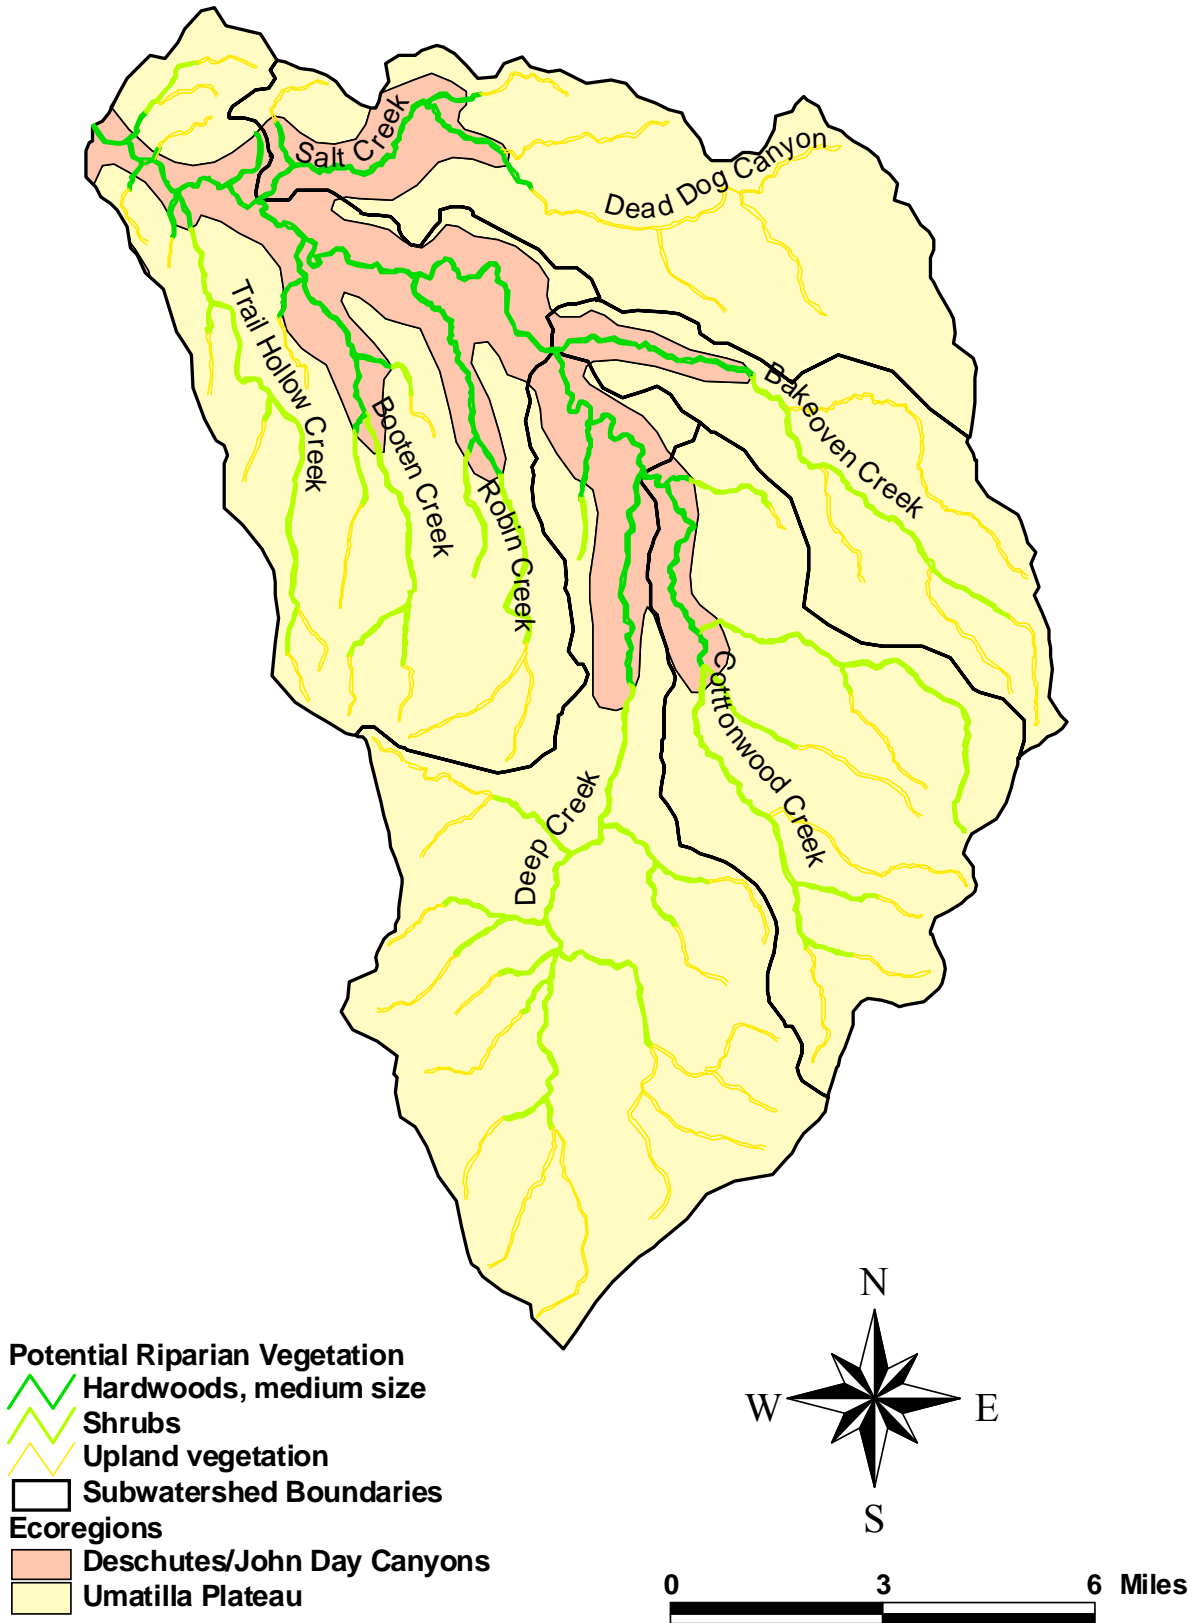 Salt Creek
Dead Dog Canyon
Trail Hollow Creek
Booten Creek
Robin Creek
Bakeoven Creek
Cotttonwood Creek
Deep Creek
N
W
E
S
Potential Riparian Vegetation
Hardwoods, medium size
Shrubs
Upland vegetation
Subwatershed Boundaries
Ecoregions
Deschutes/John Day Canyons
Umatilla Plateau
0 3 6 Miles